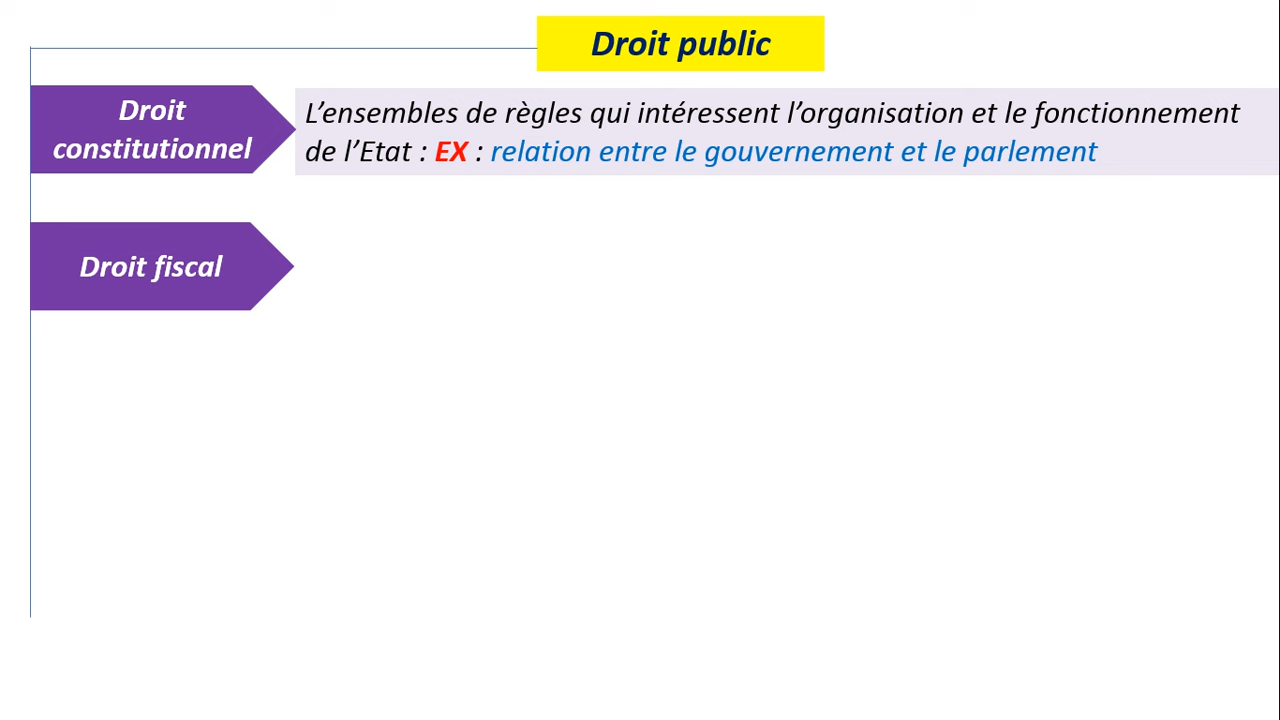 Droit public
Droit
constitutionnel
L’ensembles de règles qui intéressent l’organisation et le fonctionnement
de l’Etat : EX : relation entre le gouvernement et le parlement
Droit fiscal